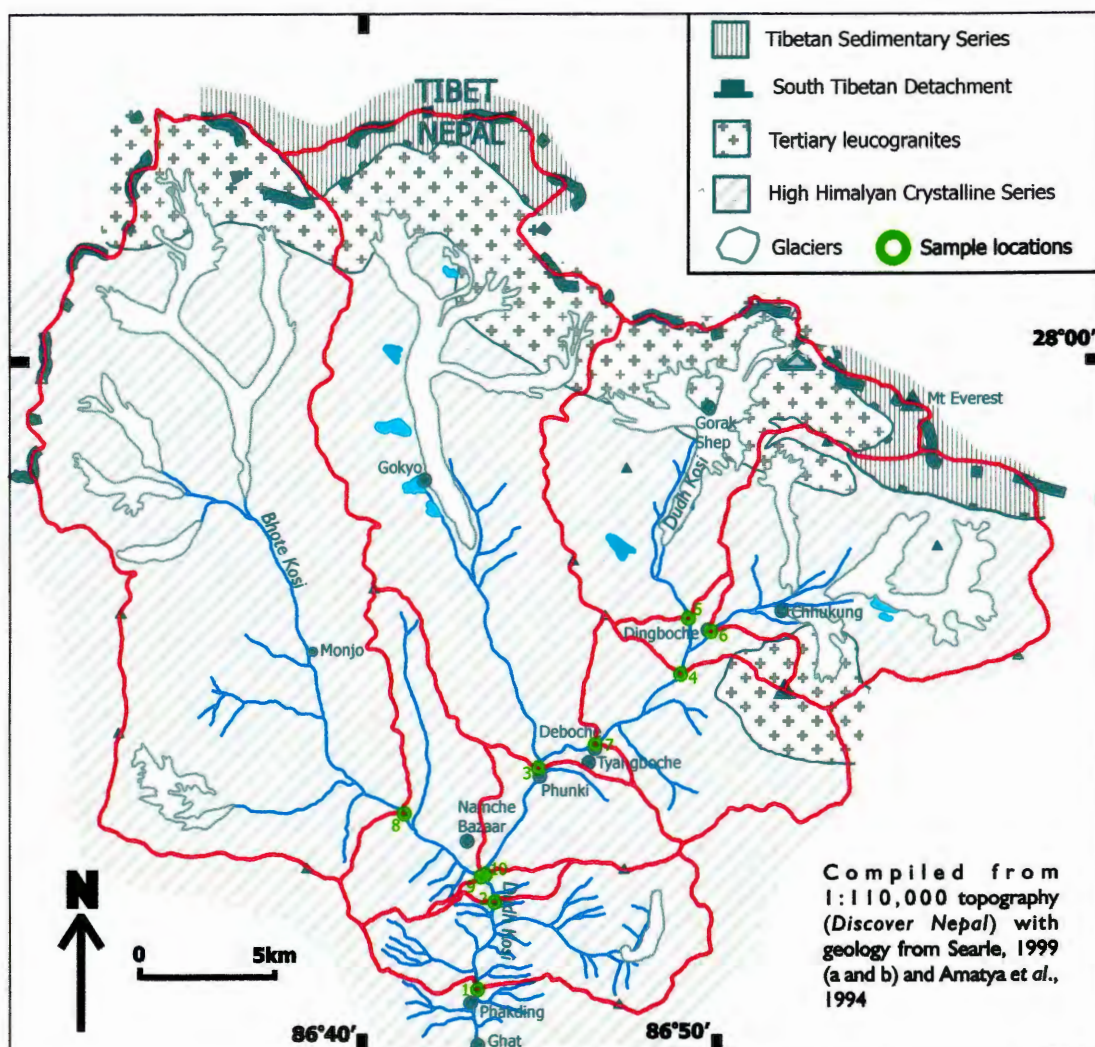 TIBET
NEPAL
Tibetan Sedimentary Series
South Tibetan Detachment
Tertiary leucogranites
High Himalyan Crystalline Series
Glaciers
Sample locations
28°00'
Mt Everest
Gorak
Shep
Dudh Kosi
Gokyo
Bhote Kosi
Chhukung
5
Dingboche
6
Monjo
4
Deboche
7
Tyangboche
3
Phunki
8
Namche
Bazaar
10
9
2
Dudh Kosi
1
Phakding
Ghat
N
0
5km
86°40'
86°50'
Compiled from
1:110,000 topography
(Discover Nepal) with
geology from Searle, 1999
(a and b) and Amatya et al.,
1994